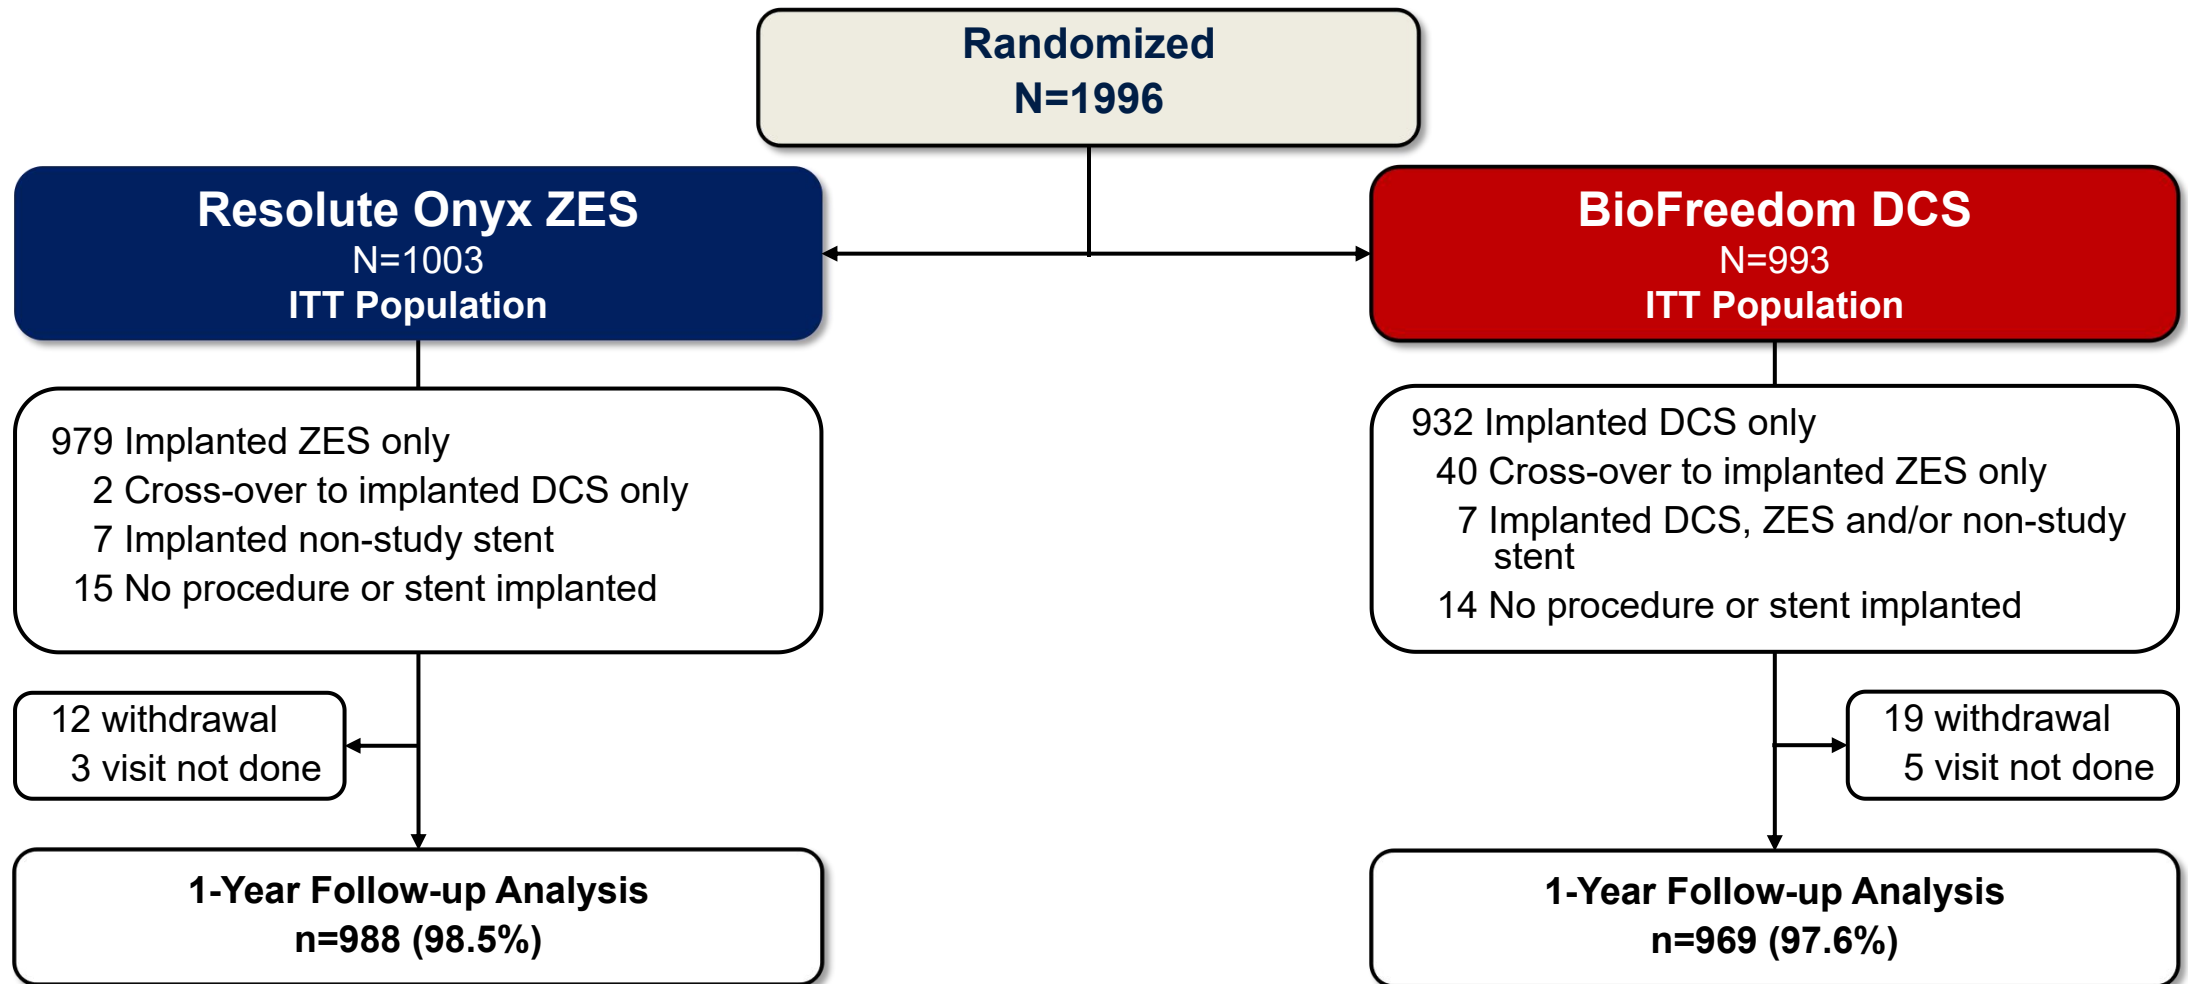 Randomized
N=1996
Resolute Onyx ZES
N=1003
ITT Population
BioFreedom DCS
N=993
ITT Population
979 Implanted ZES only
2 Cross-over to implanted DCS only
7 Implanted non-study stent
15 No procedure or stent implanted
932 Implanted DCS only
40 Cross-over to implanted ZES only
7 Implanted DCS, ZES and/or non-study
stent
14 No procedure or stent implanted
12 withdrawal
3 visit not done
19 withdrawal
5 visit not done
1-Year Follow-up Analysis
n=988 (98.5%)
1-Year Follow-up Analysis
n=969 (97.6%)